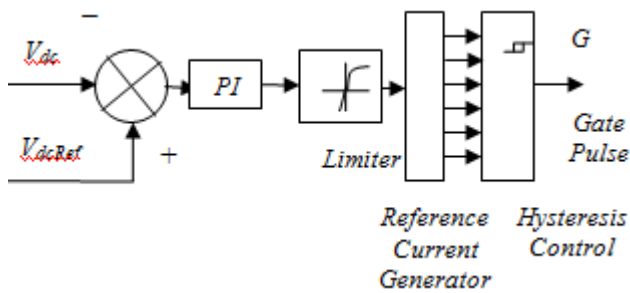 −
Vdc
VdcRef
+
PI
Limiter
Reference
Current
Generator
Hysteresis
Control
G
Gate
Pulse